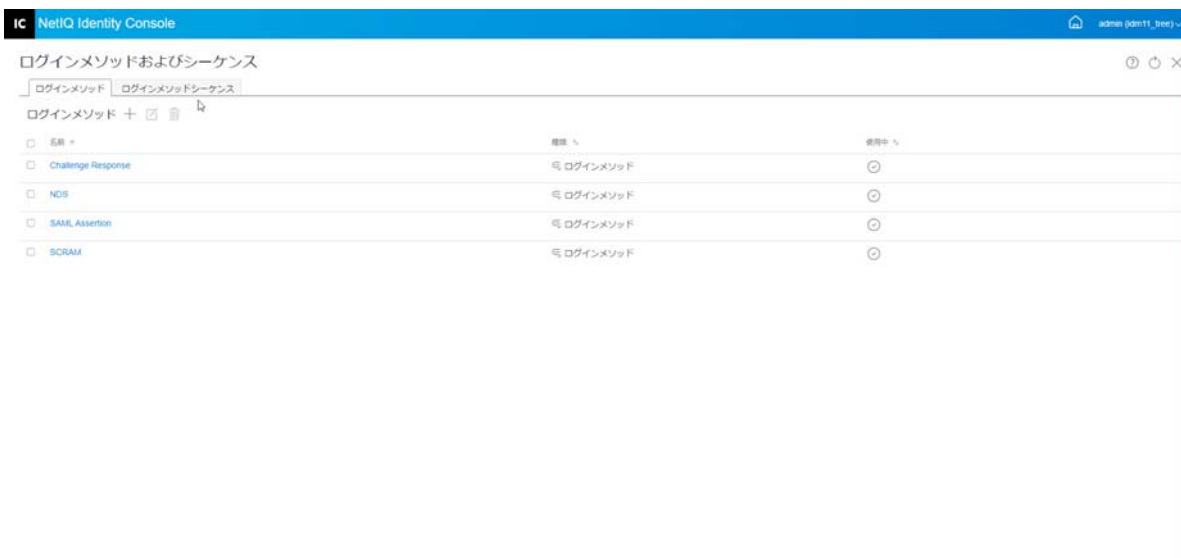 IC NetIQ Identity Console admin (idm11_tree)
ログインメソッドおよびシーケンス
ログインメソッド ログインメソッドシーケンス
ログインメソッド
名前 種類 使用中
Challenge Response ログインメソッド
NDS ログインメソッド
SAML Assertion ログインメソッド
SCRAM ログインメソッド